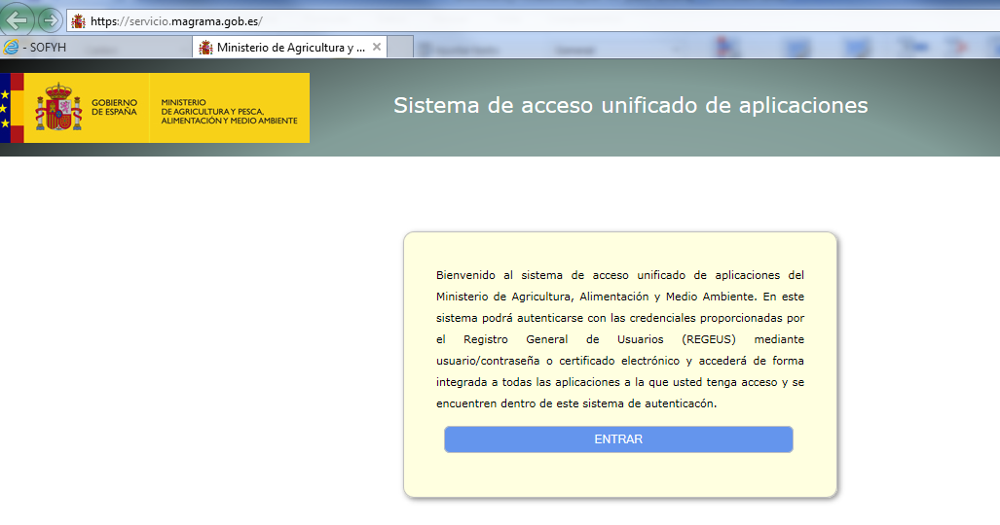 https://servicio.magrama.gob.es/
- SOFYH
Ministerio de Agricultura y ...
GOBIERNO
DE ESPAÑA
MINISTERIO
DE AGRICULTURA Y PESCA,
ALIMENTACIÓN Y MEDIO AMBIENTE
Sistema de acceso unificado de aplicaciones
Bienvenido al sistema de acceso unificado de aplicaciones del
Ministerio de Agricultura, Alimentación y Medio Ambiente. En este
sistema podrá autenticarse con las credenciales proporcionadas por
el Registro General de Usuarios (REGEUS) mediante
usuario/contraseña o certificado electrónico y accederá de forma
integrada a todas las aplicaciones a la que usted tenga acceso y se
encuentren dentro de este sistema de autenticacón.
ENTRAR